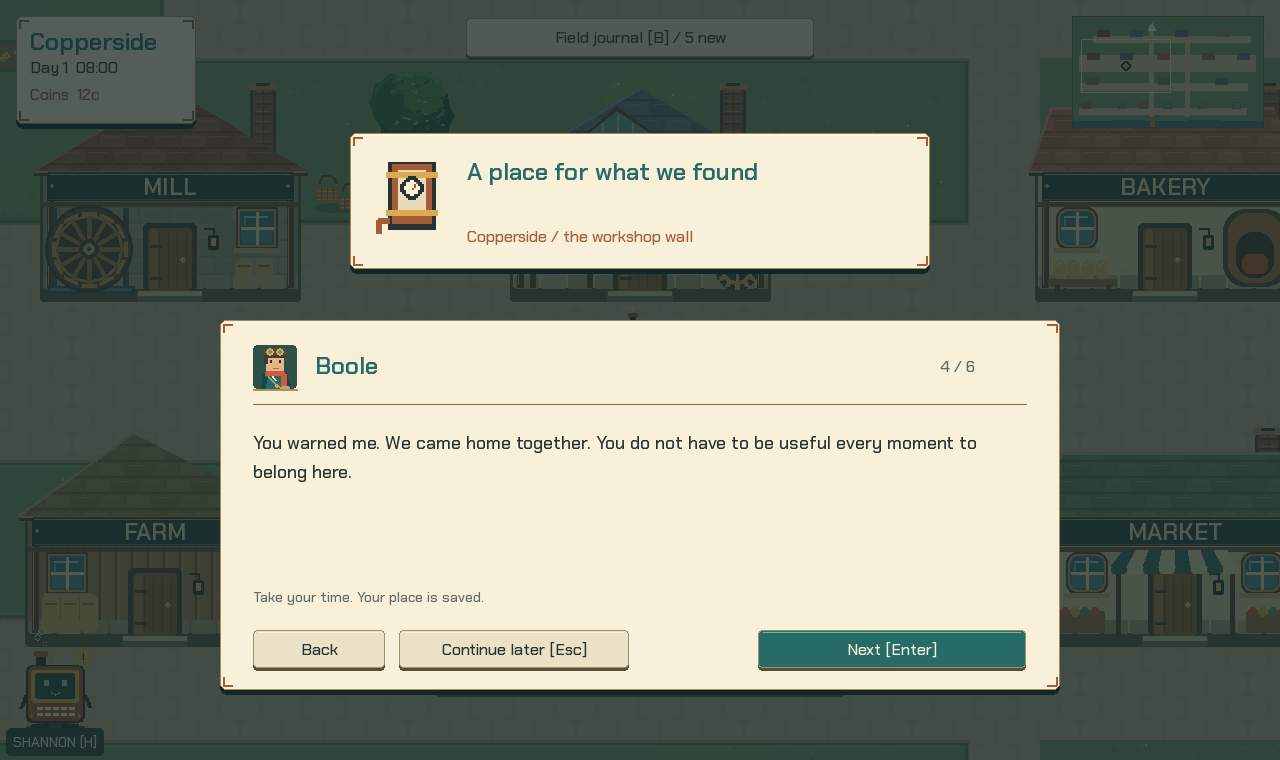 Copperside
Day 1 08:00
Coins 12c
Field journal [B] / 5 new
MILL
BAKERY
A place for what we found
Copperside / the workshop wall
Boole
4 / 6
You warned me. We came home together. You do not have to be useful every moment to
belong here.
FARM
MARKET
Take your time. Your place is saved.
Back
Continue later [Esc]
Next [Enter]
SHANNON [H]